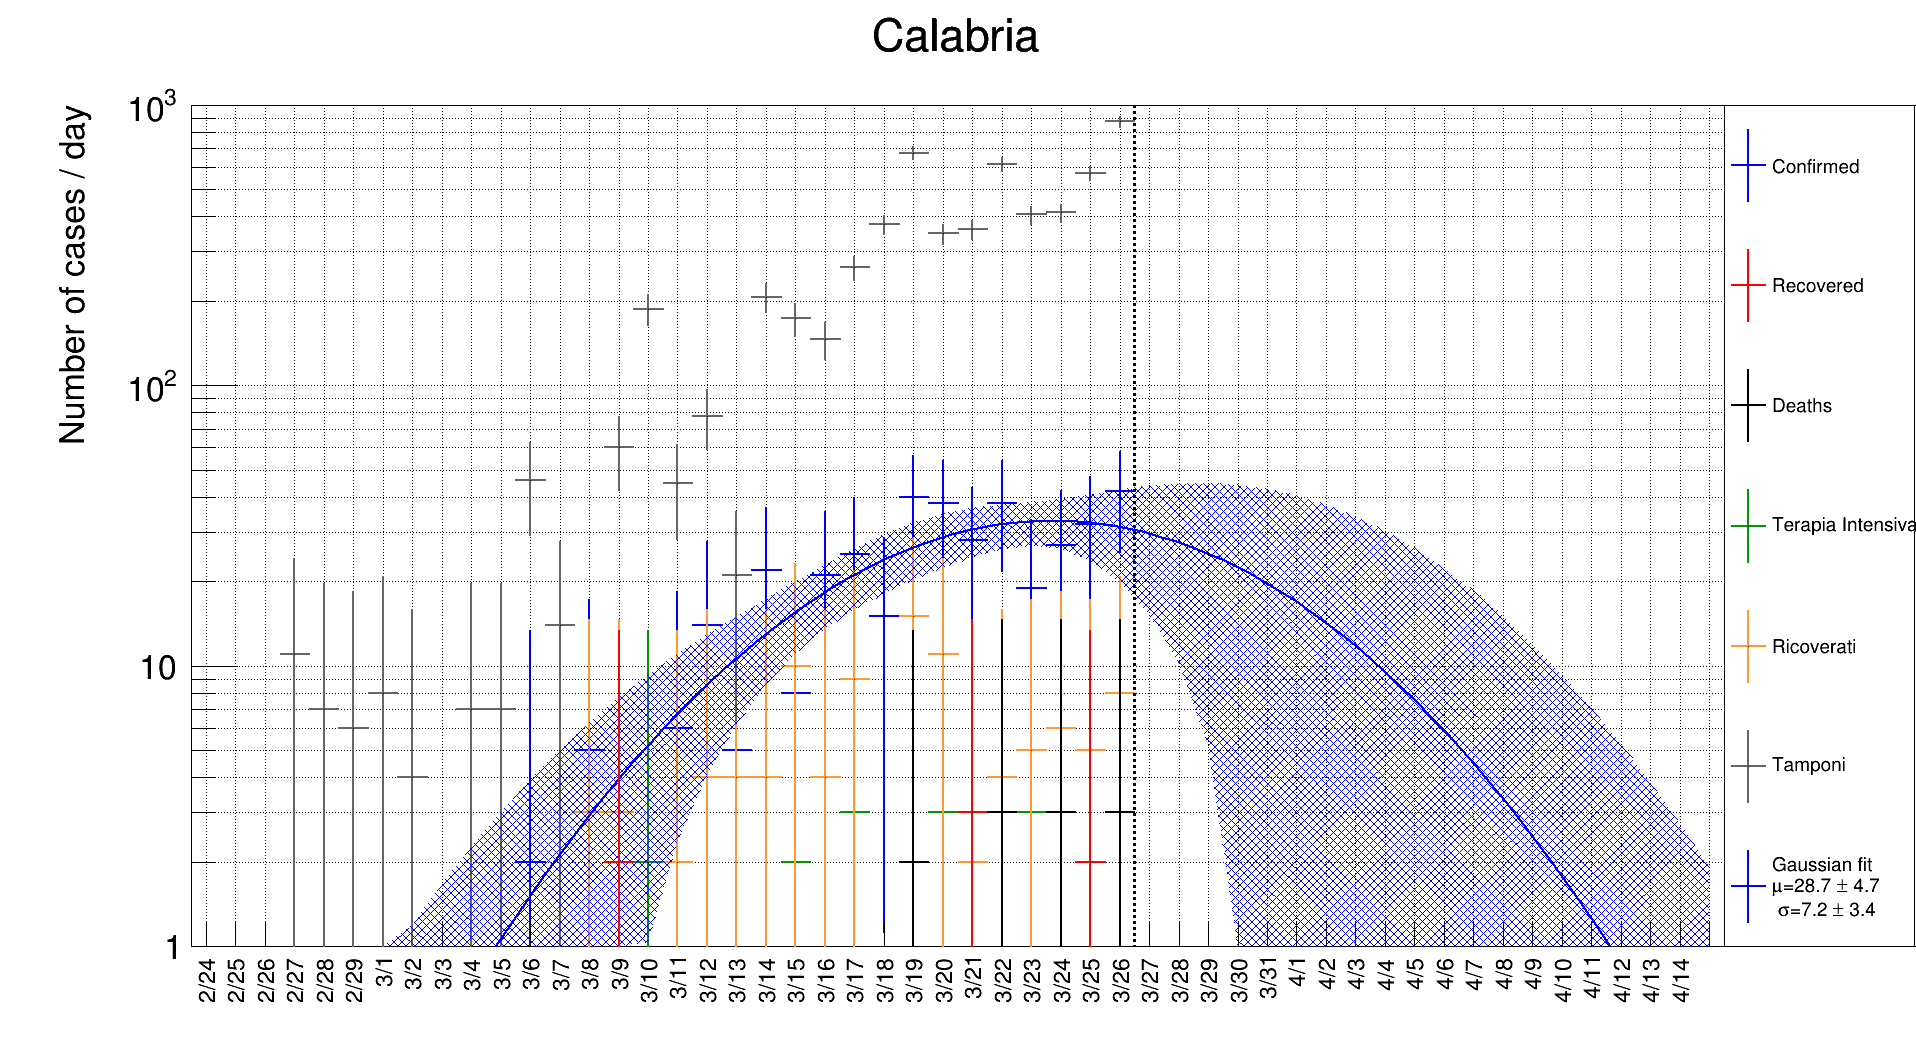 Calabria
Number of cases / day
10³
10²
10
1
2/24 2/25 2/26 2/27 2/28 2/29 3/1 3/2 3/3 3/4 3/5 3/6 3/7 3/8 3/9 3/10 3/11 3/12 3/13 3/14 3/15 3/16 3/17 3/18 3/19 3/20 3/21 3/22 3/23 3/24 3/25 3/26 3/27 3/28 3/29 3/30 3/31 4/1 4/2 4/3 4/4 4/5 4/6 4/7 4/8 4/9 4/10 4/11 4/12 4/13 4/14
Confirmed
Recovered
Deaths
Terapia Intensiva
Ricoverati
Tamponi
Gaussian fit
μ=28.7 ± 4.7
σ=7.2 ± 3.4